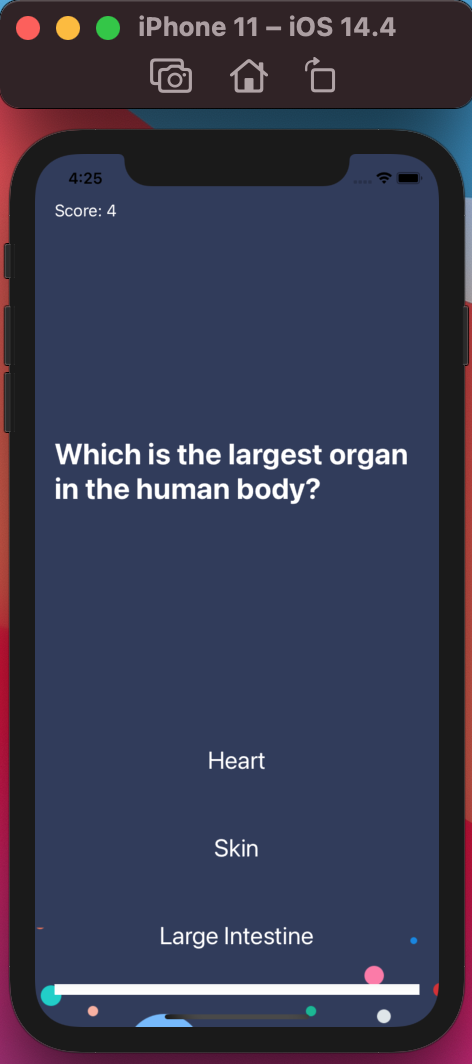 iPhone 11 – iOS 14.4
4:25
Score: 4
Which is the largest organ
in the human body?
Heart
Skin
Large Intestine